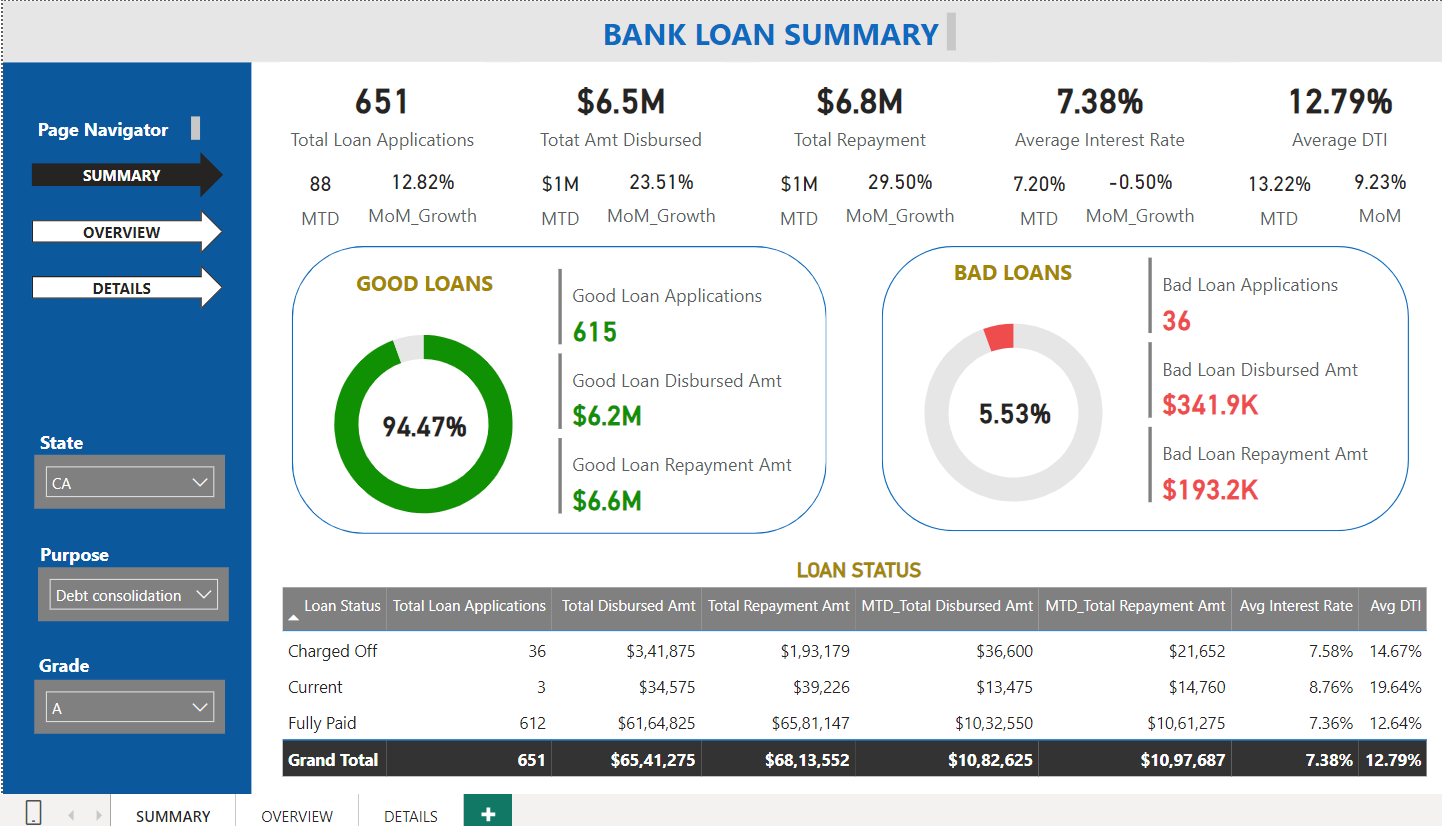 BANK LOAN SUMMARY
Page Navigator
SUMMARY
OVERVIEW
DETAILS
State
CA
Purpose
Debt consolidation
Grade
A
651 $6.5M $6.8M 7.38% 12.79%
Total Loan Applications Totat Amt Disbursed Total Repayment Average Interest Rate Average DTI
88 12.82% $1M 23.51% $1M 29.50% 7.20% -0.50% 13.22% 9.23%
MTD MoM_Growth MTD MoM_Growth MTD MoM_Growth MTD MoM_Growth MTD MoM
GOOD LOANS
94.47%
Good Loan Applications
615
Good Loan Disbursed Amt
$6.2M
Good Loan Repayment Amt
$6.6M
BAD LOANS
5.53%
Bad Loan Applications
36
Bad Loan Disbursed Amt
$341.9K
Bad Loan Repayment Amt
$193.2K
LOAN STATUS
Loan Status Total Loan Applications Total Disbursed Amt Total Repayment Amt MTD_Total Disbursed Amt MTD_Total Repayment Amt Avg Interest Rate Avg DTI
Charged Off 36 $3,41,875 $1,93,179 $36,600 $21,652 7.58% 14.67%
Current 3 $34,575 $39,226 $13,475 $14,760 8.76% 19.64%
Fully Paid 612 $61,64,825 $65,81,147 $10,32,550 $10,61,275 7.36% 12.64%
Grand Total 651 $65,41,275 $68,13,552 $10,82,625 $10,97,687 7.38% 12.79%
SUMMARY OVERVIEW DETAILS +